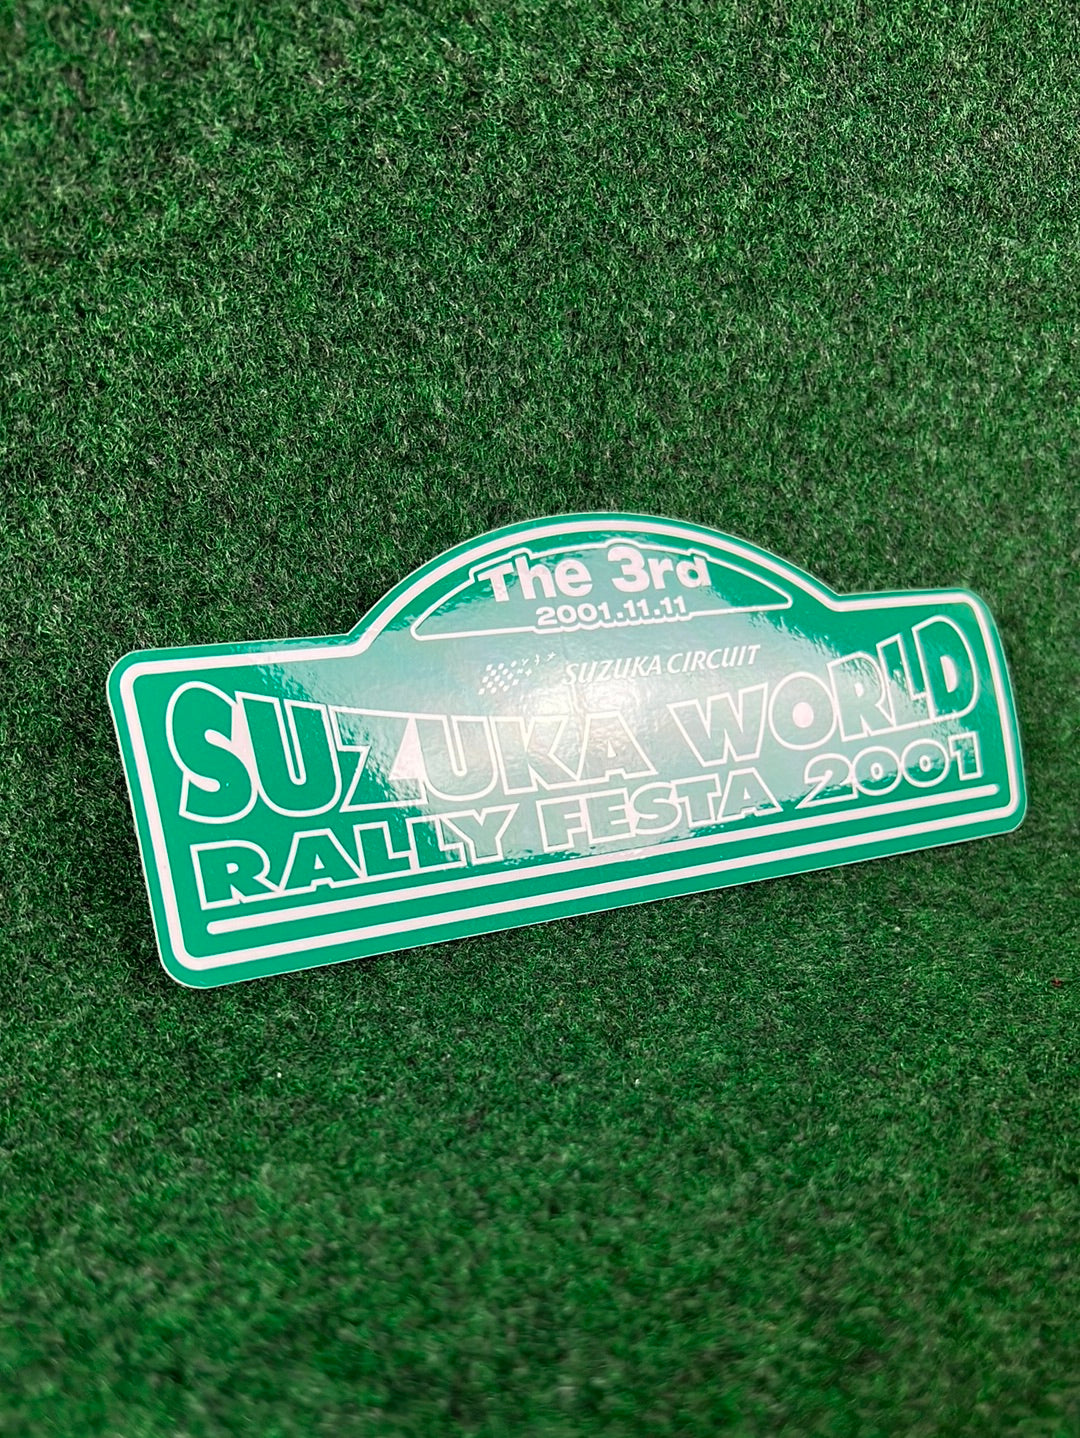 The 3rd
2001.11.11
SUZUKA CIRCUIT
SUZUKA WORLD
RALLY FESTA 2001